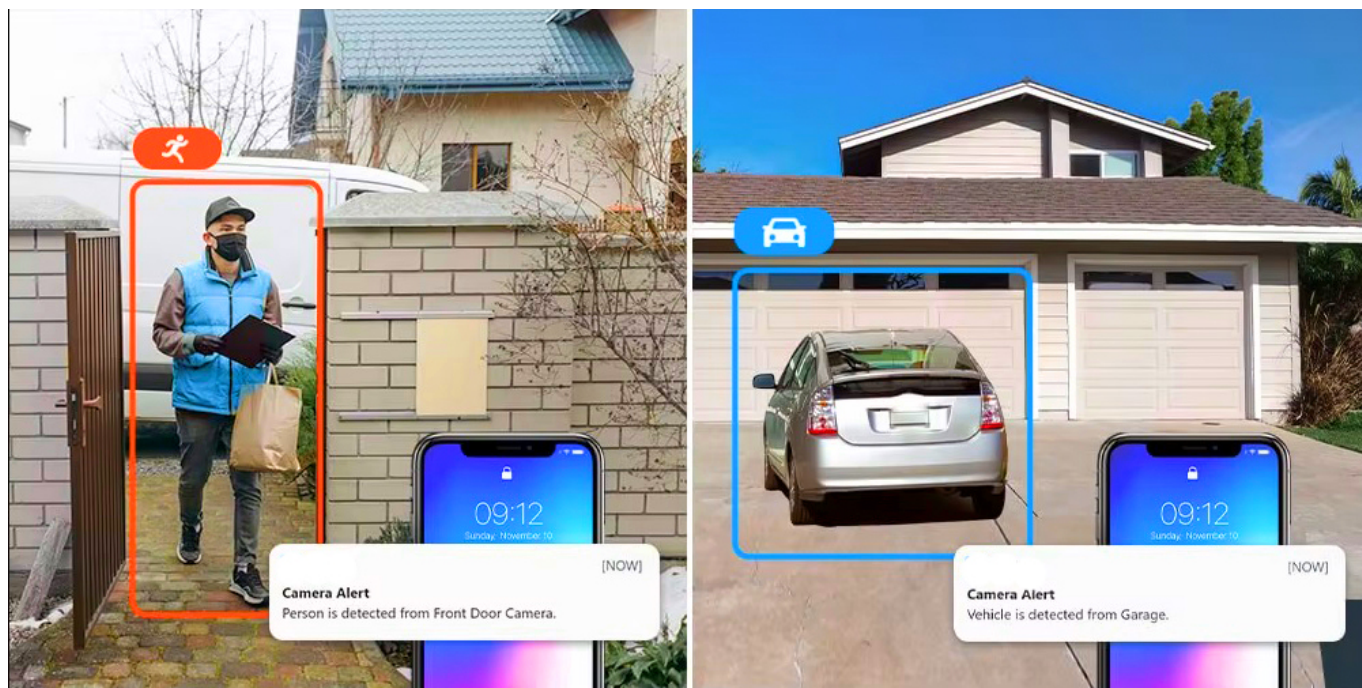 09:12
Sunday, November 10
[NOW]
Camera Alert
Person is detected from Front Door Camera.
09:12
Sunday, November 10
[NOW]
Camera Alert
Vehicle is detected from Garage.